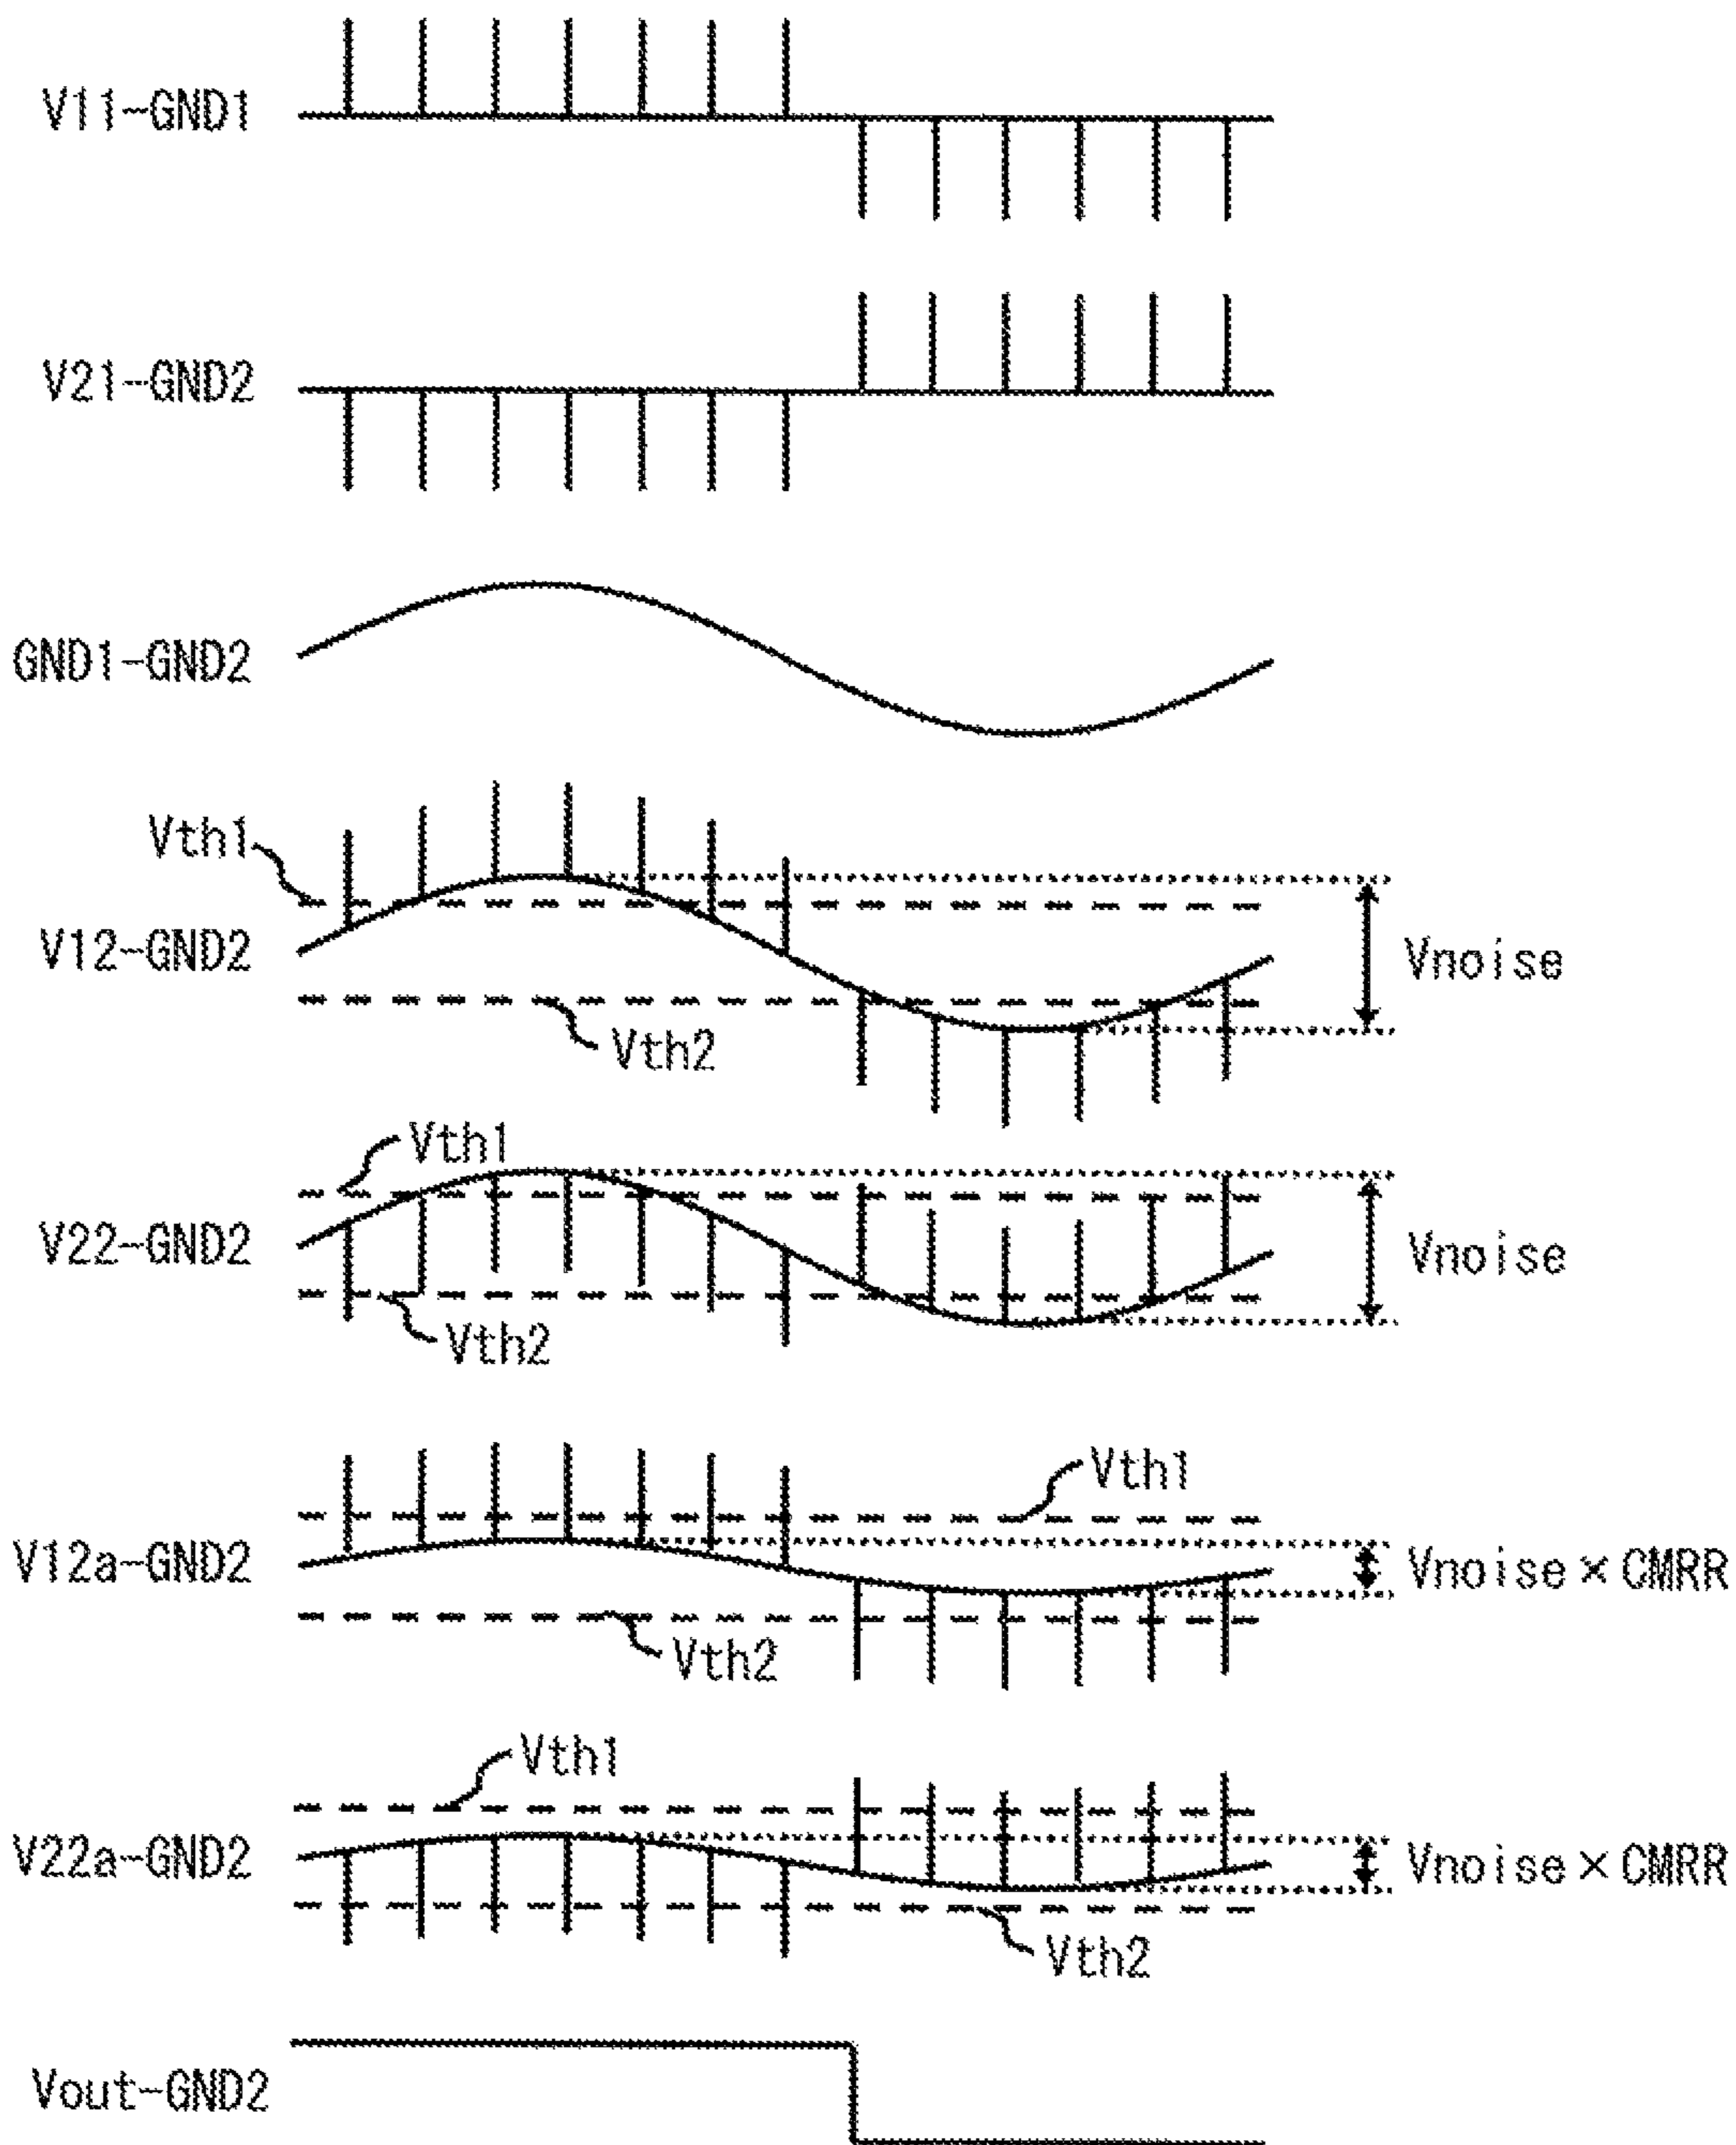 V11-GND1
V21-GND2
GND1-GND2
Vth1
V12-GND2
Vnoise
Vth2
Vth1
V22-GND2
Vnoise
Vth2
Vth1
V12a-GND2
Vnoise×CMRR
Vth2
Vth1
V22a-GND2
Vnoise×CMRR
Vth2
Vout-GND2